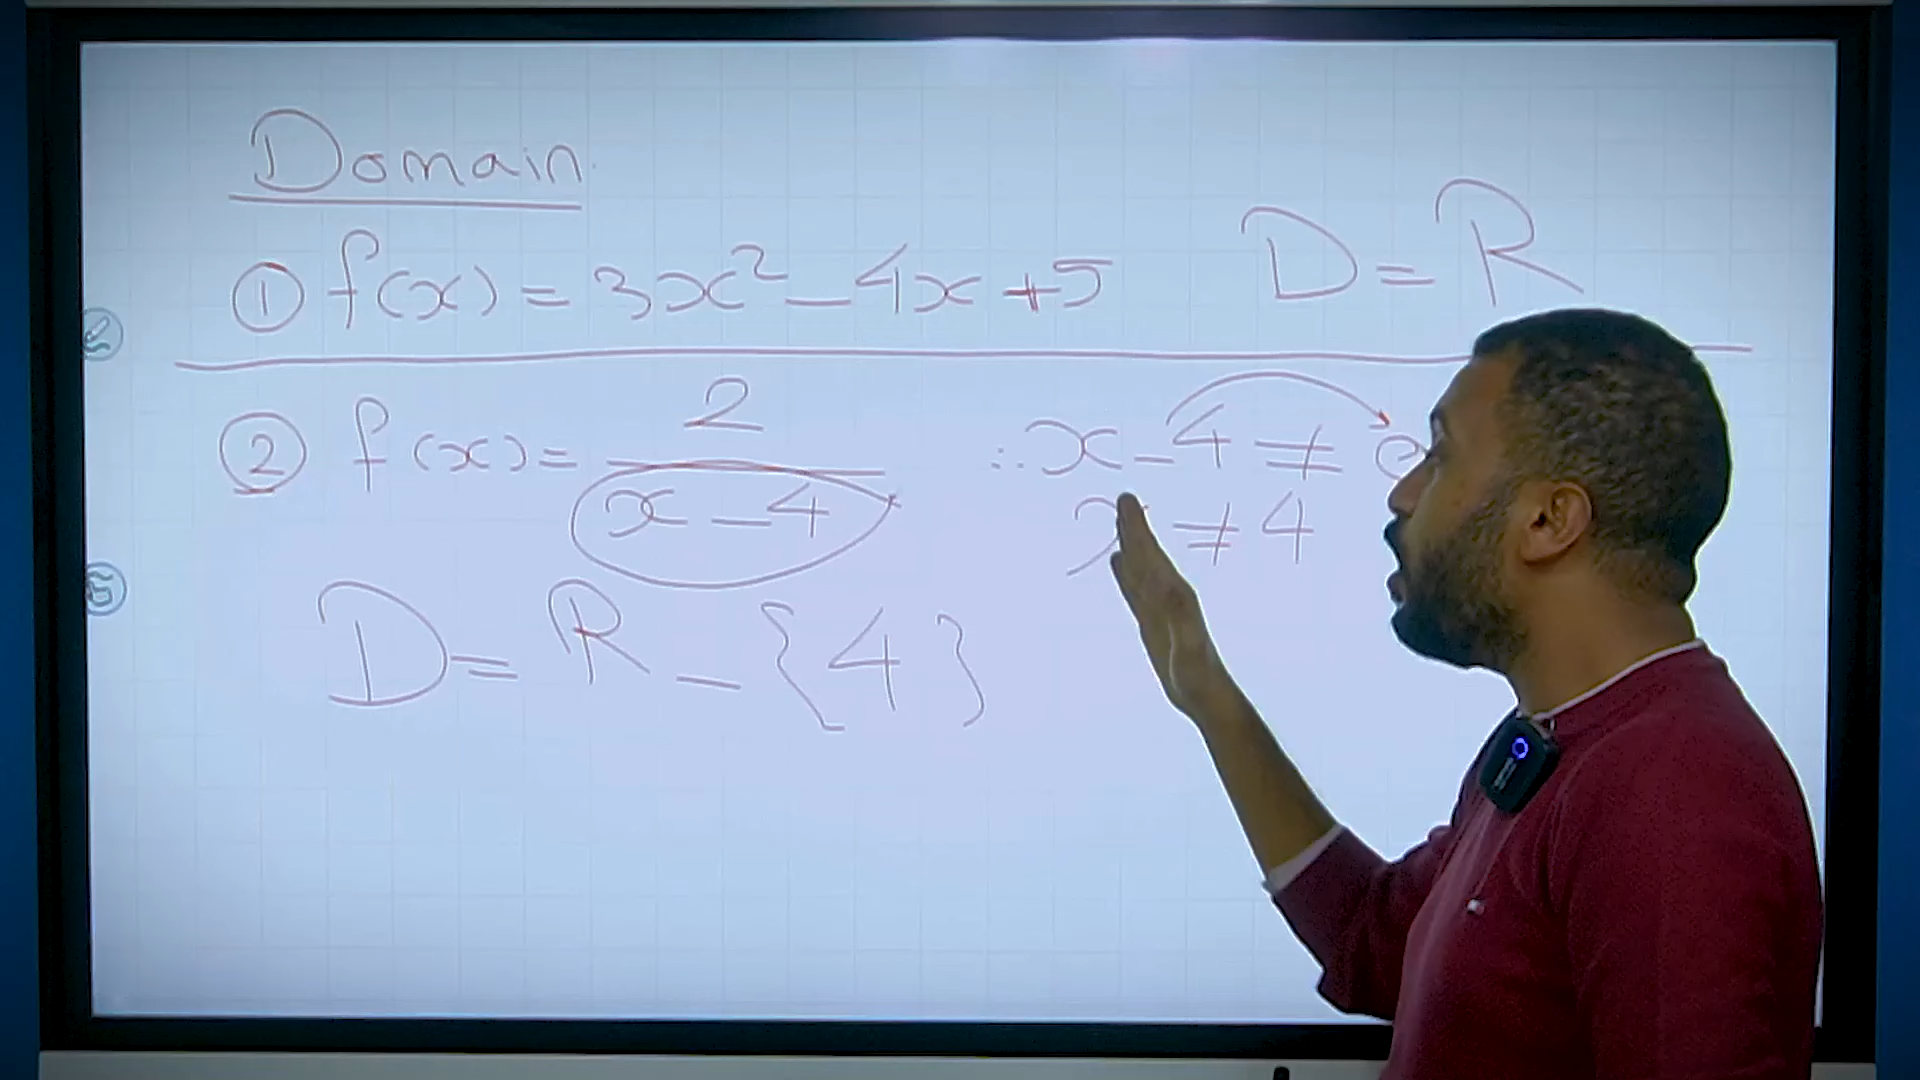 Domain
① f(x) = 3x² - 4x + 5 D = R
② f(x) = 2 / (x - 4) ∴ x - 4 ≠ 0
x ≠ 4
D = R - {4}